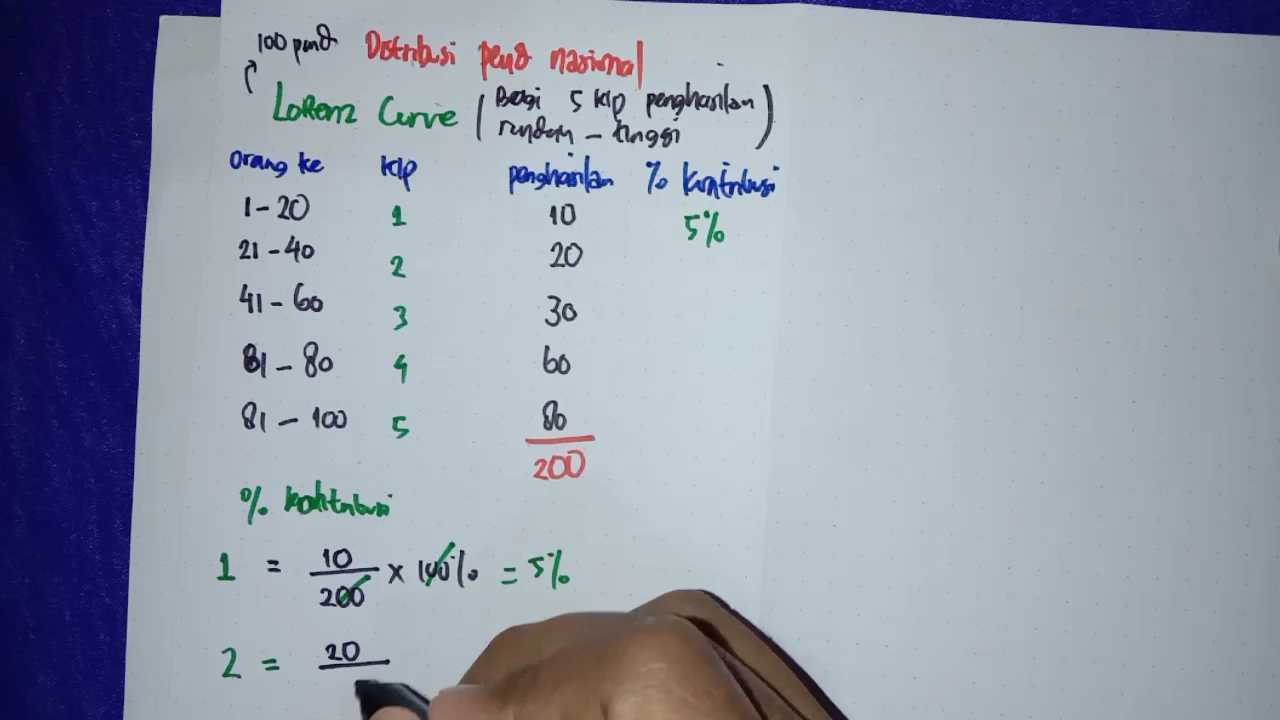 100 pend Distribusi pend nasional
Lorenz Curve ( Bagi 5 klp penghasilan
rendah – tinggi )
Orang ke klp penghasilan % kontribusi
1 – 20 1 10 5%
21 – 40 2 20
41 – 60 3 30
81 – 80 4 60
81 – 100 5 80
200
% kontribusi
1 = 10/200 x 100% = 5%
2 = 20